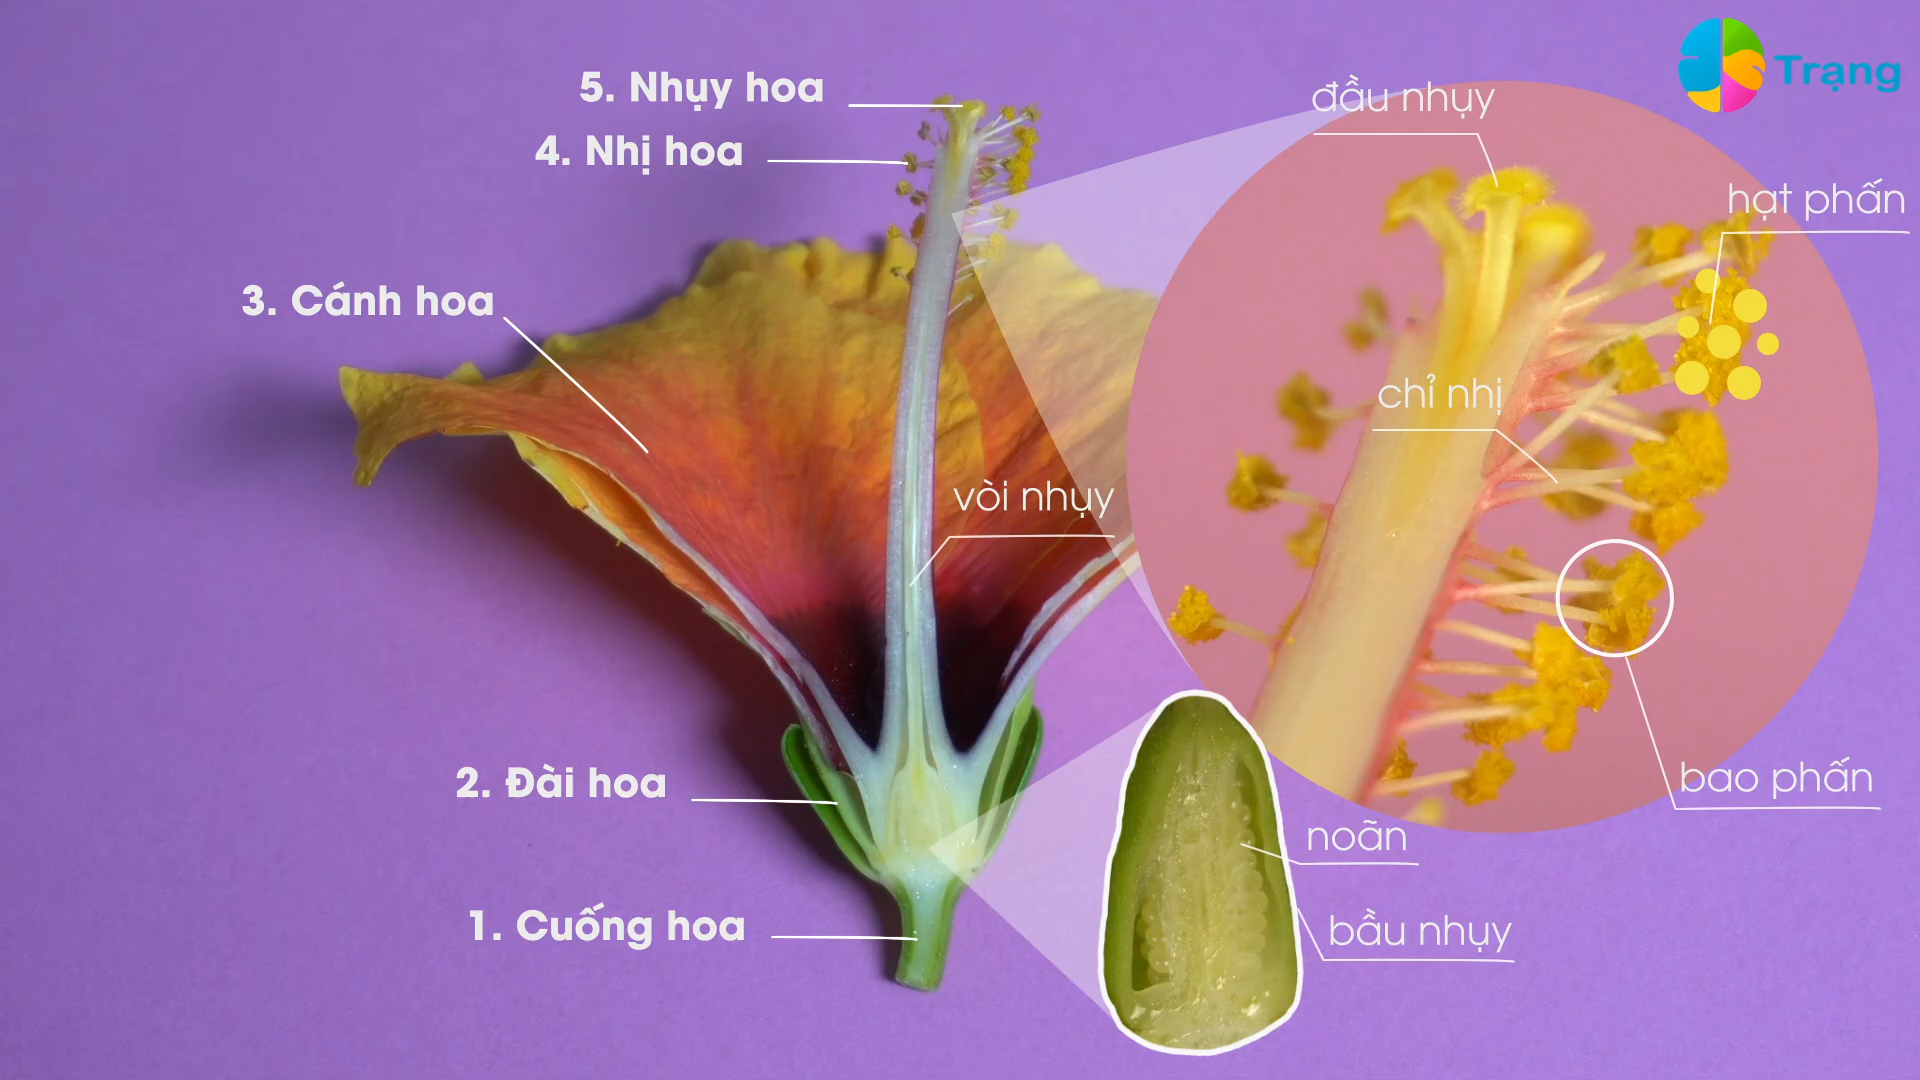 Trạng
5. Nhụy hoa
đầu nhụy
4. Nhị hoa
hạt phấn
3. Cánh hoa
chỉ nhị
vòi nhụy
2. Đài hoa
bao phấn
noãn
1. Cuống hoa
bầu nhụy